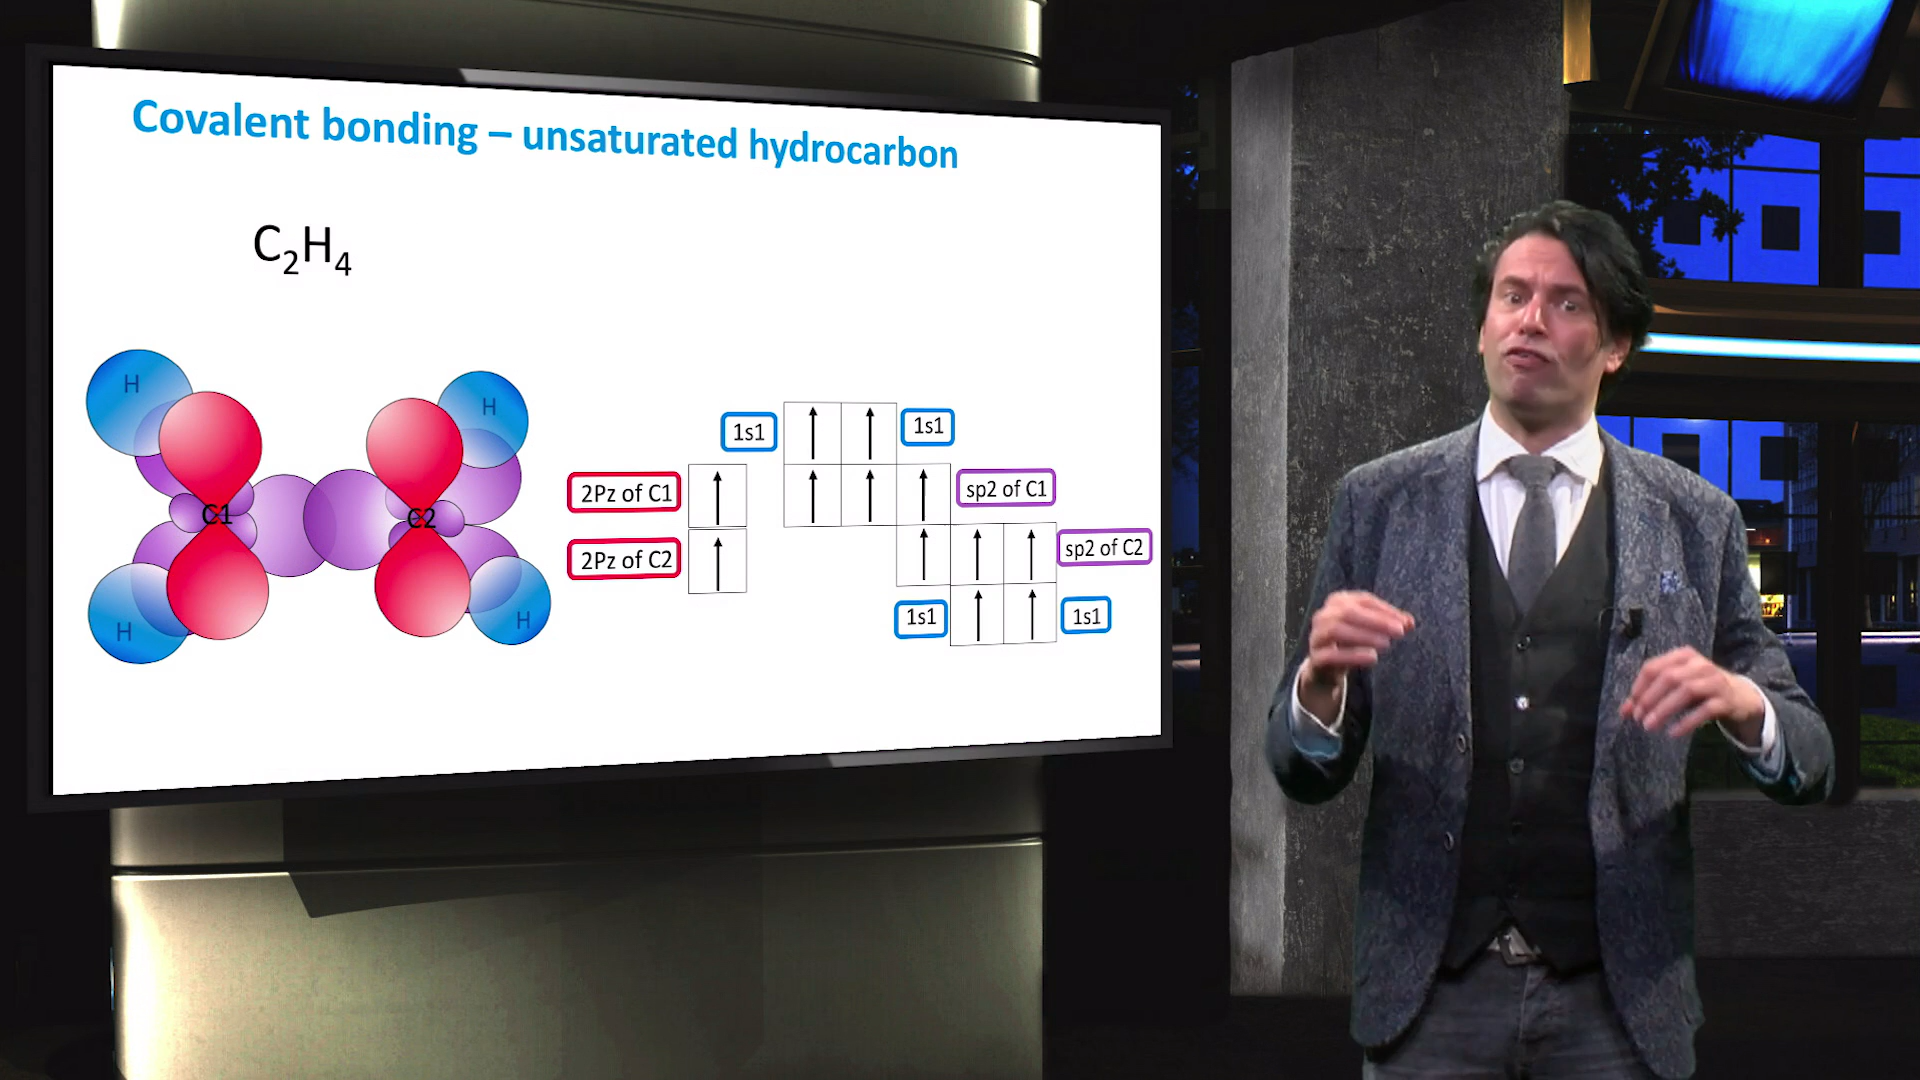 Covalent bonding – unsaturated hydrocarbon
C₂H₄
H
H
C1
C2
H
H
1s1
1s1
2Pz of C1
sp2 of C1
2Pz of C2
sp2 of C2
1s1
1s1